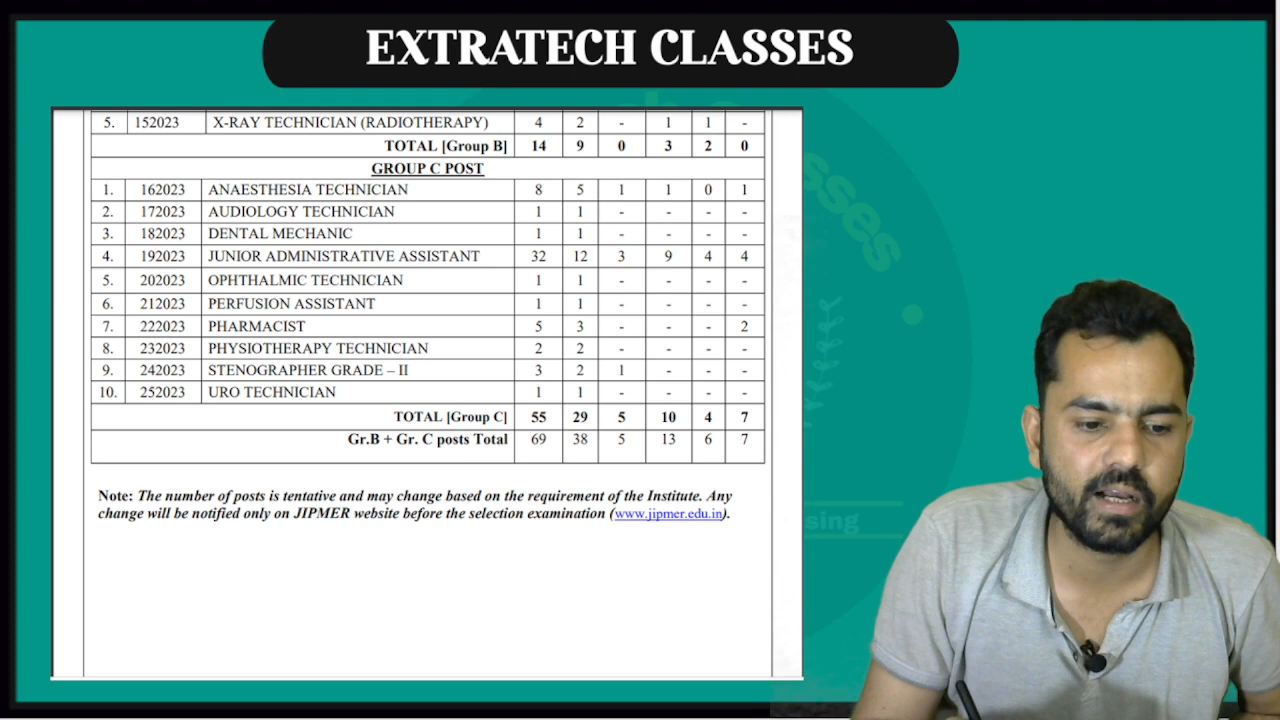 EXTRATECH CLASSES
5. 152023 X-RAY TECHNICIAN (RADIOTHERAPY) 4 2 - 1 1 -
TOTAL [Group B] 14 9 0 3 2 0
GROUP C POST
1. 162023 ANAESTHESIA TECHNICIAN 8 5 1 1 0 1
2. 172023 AUDIOLOGY TECHNICIAN 1 1 - - - -
3. 182023 DENTAL MECHANIC 1 1 - - - -
4. 192023 JUNIOR ADMINISTRATIVE ASSISTANT 32 12 3 9 4 4
5. 202023 OPHTHALMIC TECHNICIAN 1 1 - - - -
6. 212023 PERFUSION ASSISTANT 1 1 - - - -
7. 222023 PHARMACIST 5 3 - - - 2
8. 232023 PHYSIOTHERAPY TECHNICIAN 2 2 - - - -
9. 242023 STENOGRAPHER GRADE – II 3 2 1 - - -
10. 252023 URO TECHNICIAN 1 1 - - - -
TOTAL [Group C] 55 29 5 10 4 7
Gr.B + Gr. C posts Total 69 38 5 13 6 7
Note: The number of posts is tentative and may change based on the requirement of the Institute. Any
change will be notified only on JIPMER website before the selection examination (www.jipmer.edu.in).